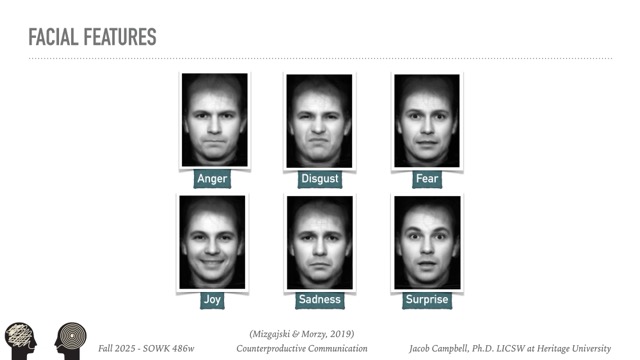 FACIAL FEATURES
Anger
Disgust
Fear
Joy
Sadness
Surprise
(Mizgajski & Morzy, 2019)
Fall 2025 - SOWK 486w
Counterproductive Communication
Jacob Campbell, Ph.D. LICSW at Heritage University